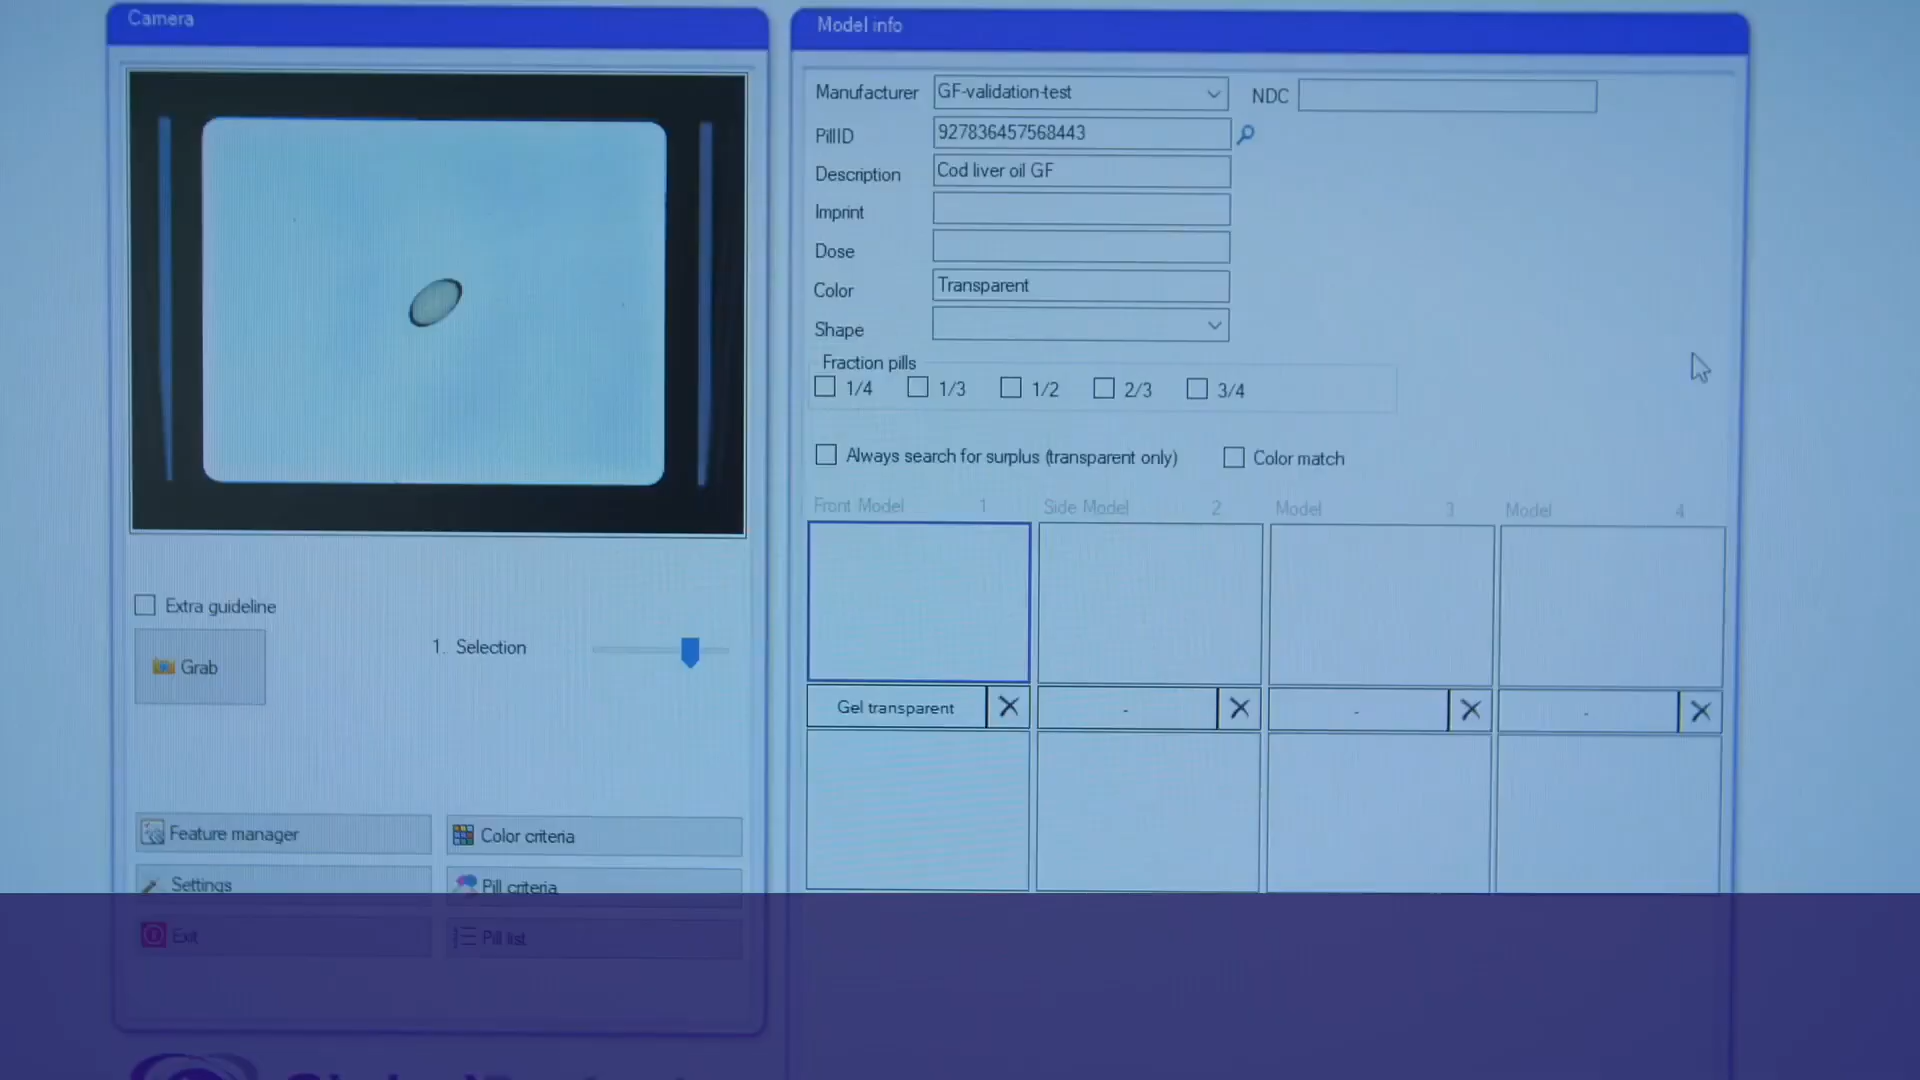 Camera
Extra guideline
Grab
1. Selection
Feature manager
Color criteria
Settings
Pill criteria
Exit
Pill list
Model info
Manufacturer GF-validation-test NDC
PillID 927836457568443
Description Cod liver oil GF
Imprint
Dose
Color Transparent
Shape
Fraction pills
1/4 1/3 1/2 2/3 3/4
Always search for surplus (transparent only) Color match
Front Model 1 Side Model 2 Model 3 Model 4
Gel transparent - - -